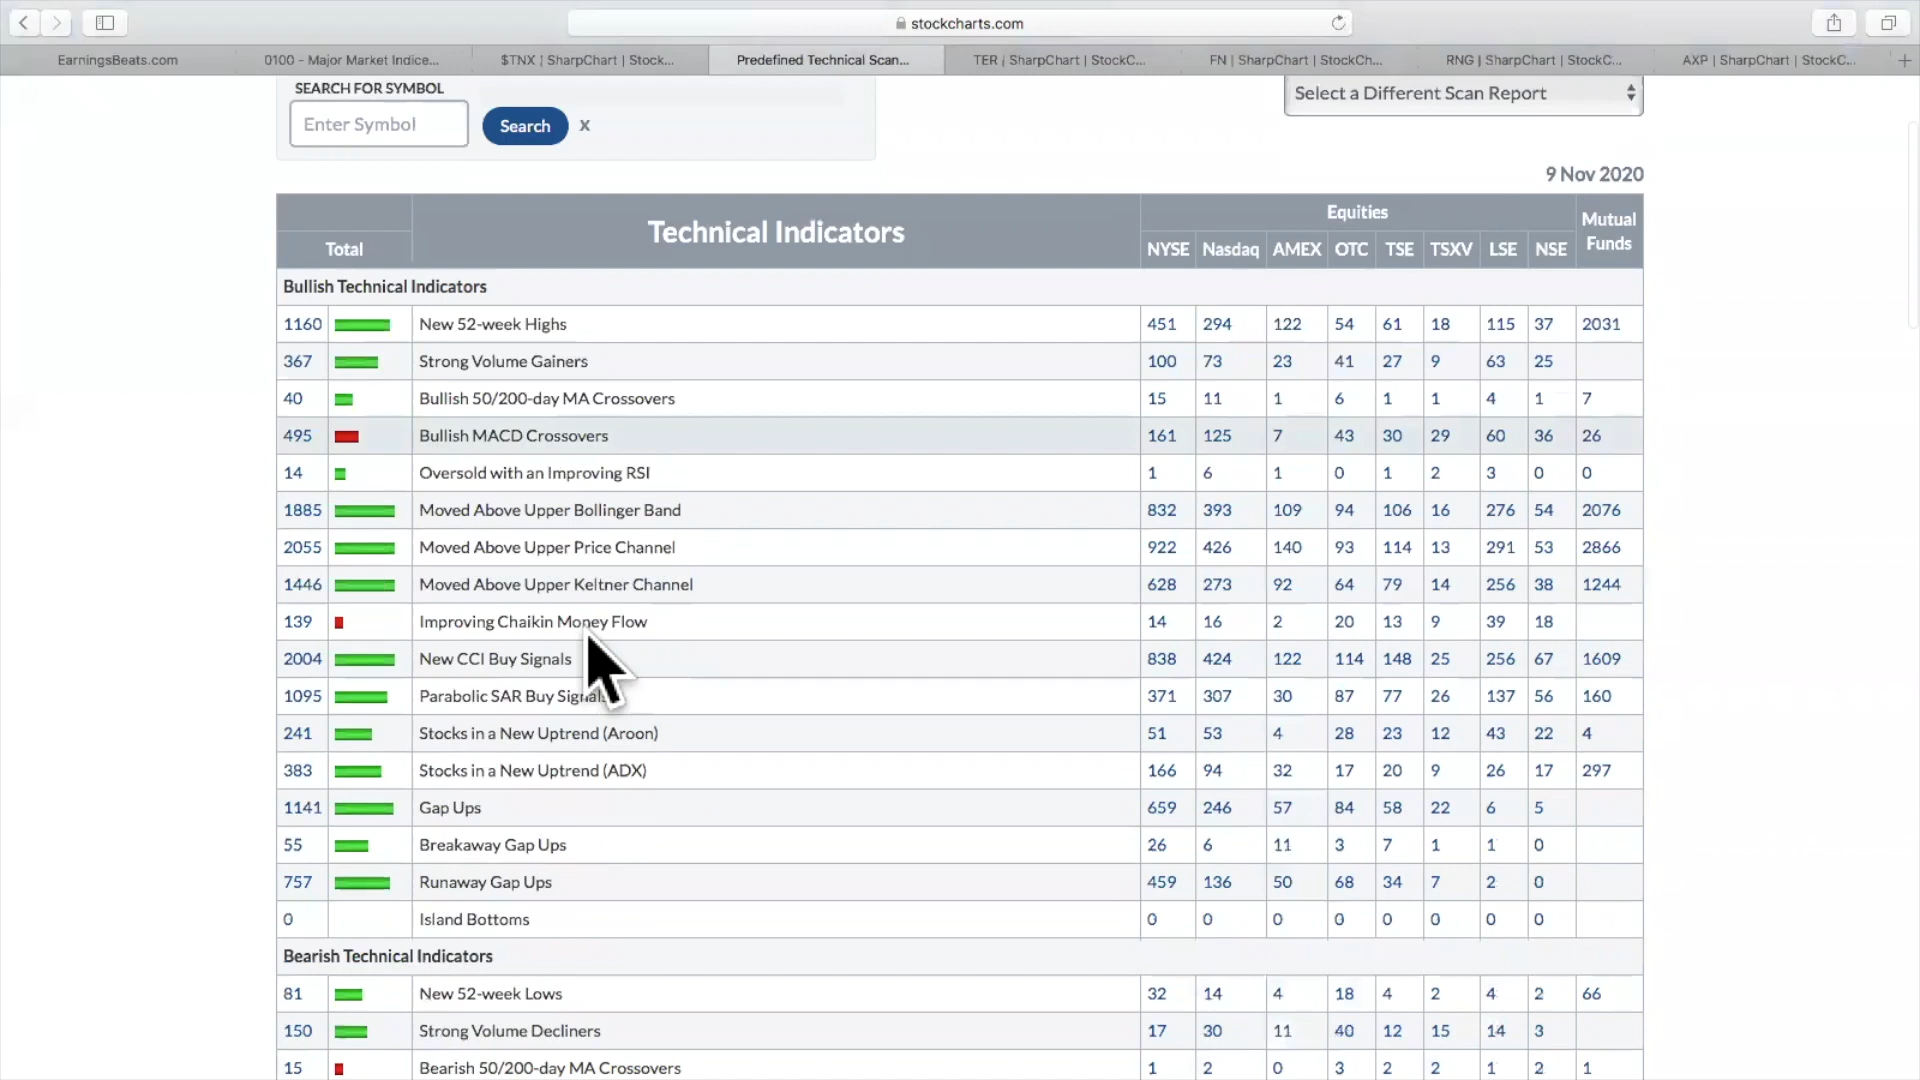 stockcharts.com
EarningsBeats.com
0100 - Major Market Indice...
$TNX | SharpChart | Stock...
Predefined Technical Scan...
TER | SharpChart | StockC...
FN | SharpChart | StockCh...
RNG | SharpChart | StockC...
AXP | SharpChart | StockC...
SEARCH FOR SYMBOL
Enter Symbol
Search
X
Select a Different Scan Report
9 Nov 2020
Total Technical Indicators Equities Mutual Funds
NYSE Nasdaq AMEX OTC TSE TSXV LSE NSE
Bullish Technical Indicators
1160 New 52-week Highs 451 294 122 54 61 18 115 37 2031
367 Strong Volume Gainers 100 73 23 41 27 9 63 25
40 Bullish 50/200-day MA Crossovers 15 11 1 6 1 1 4 1 7
495 Bullish MACD Crossovers 161 125 7 43 30 29 60 36 26
14 Oversold with an Improving RSI 1 6 1 0 1 2 3 0 0
1885 Moved Above Upper Bollinger Band 832 393 109 94 106 16 276 54 2076
2055 Moved Above Upper Price Channel 922 426 140 93 114 13 291 53 2866
1446 Moved Above Upper Keltner Channel 628 273 92 64 79 14 256 38 1244
139 Improving Chaikin Money Flow 14 16 2 20 13 9 39 18
2004 New CCI Buy Signals 838 424 122 114 148 25 256 67 1609
1095 Parabolic SAR Buy Signals 371 307 30 87 77 26 137 56 160
241 Stocks in a New Uptrend (Aroon) 51 53 4 28 23 12 43 22 4
383 Stocks in a New Uptrend (ADX) 166 94 32 17 20 9 26 17 297
1141 Gap Ups 659 246 57 84 58 22 6 5
55 Breakaway Gap Ups 26 6 11 3 7 1 1 0
757 Runaway Gap Ups 459 136 50 68 34 7 2 0
0 Island Bottoms 0 0 0 0 0 0 0 0
Bearish Technical Indicators
81 New 52-week Lows 32 14 4 18 4 2 4 2 66
150 Strong Volume Decliners 17 30 11 40 12 15 14 3
15 Bearish 50/200-day MA Crossovers 1 2 0 3 2 2 1 2 1